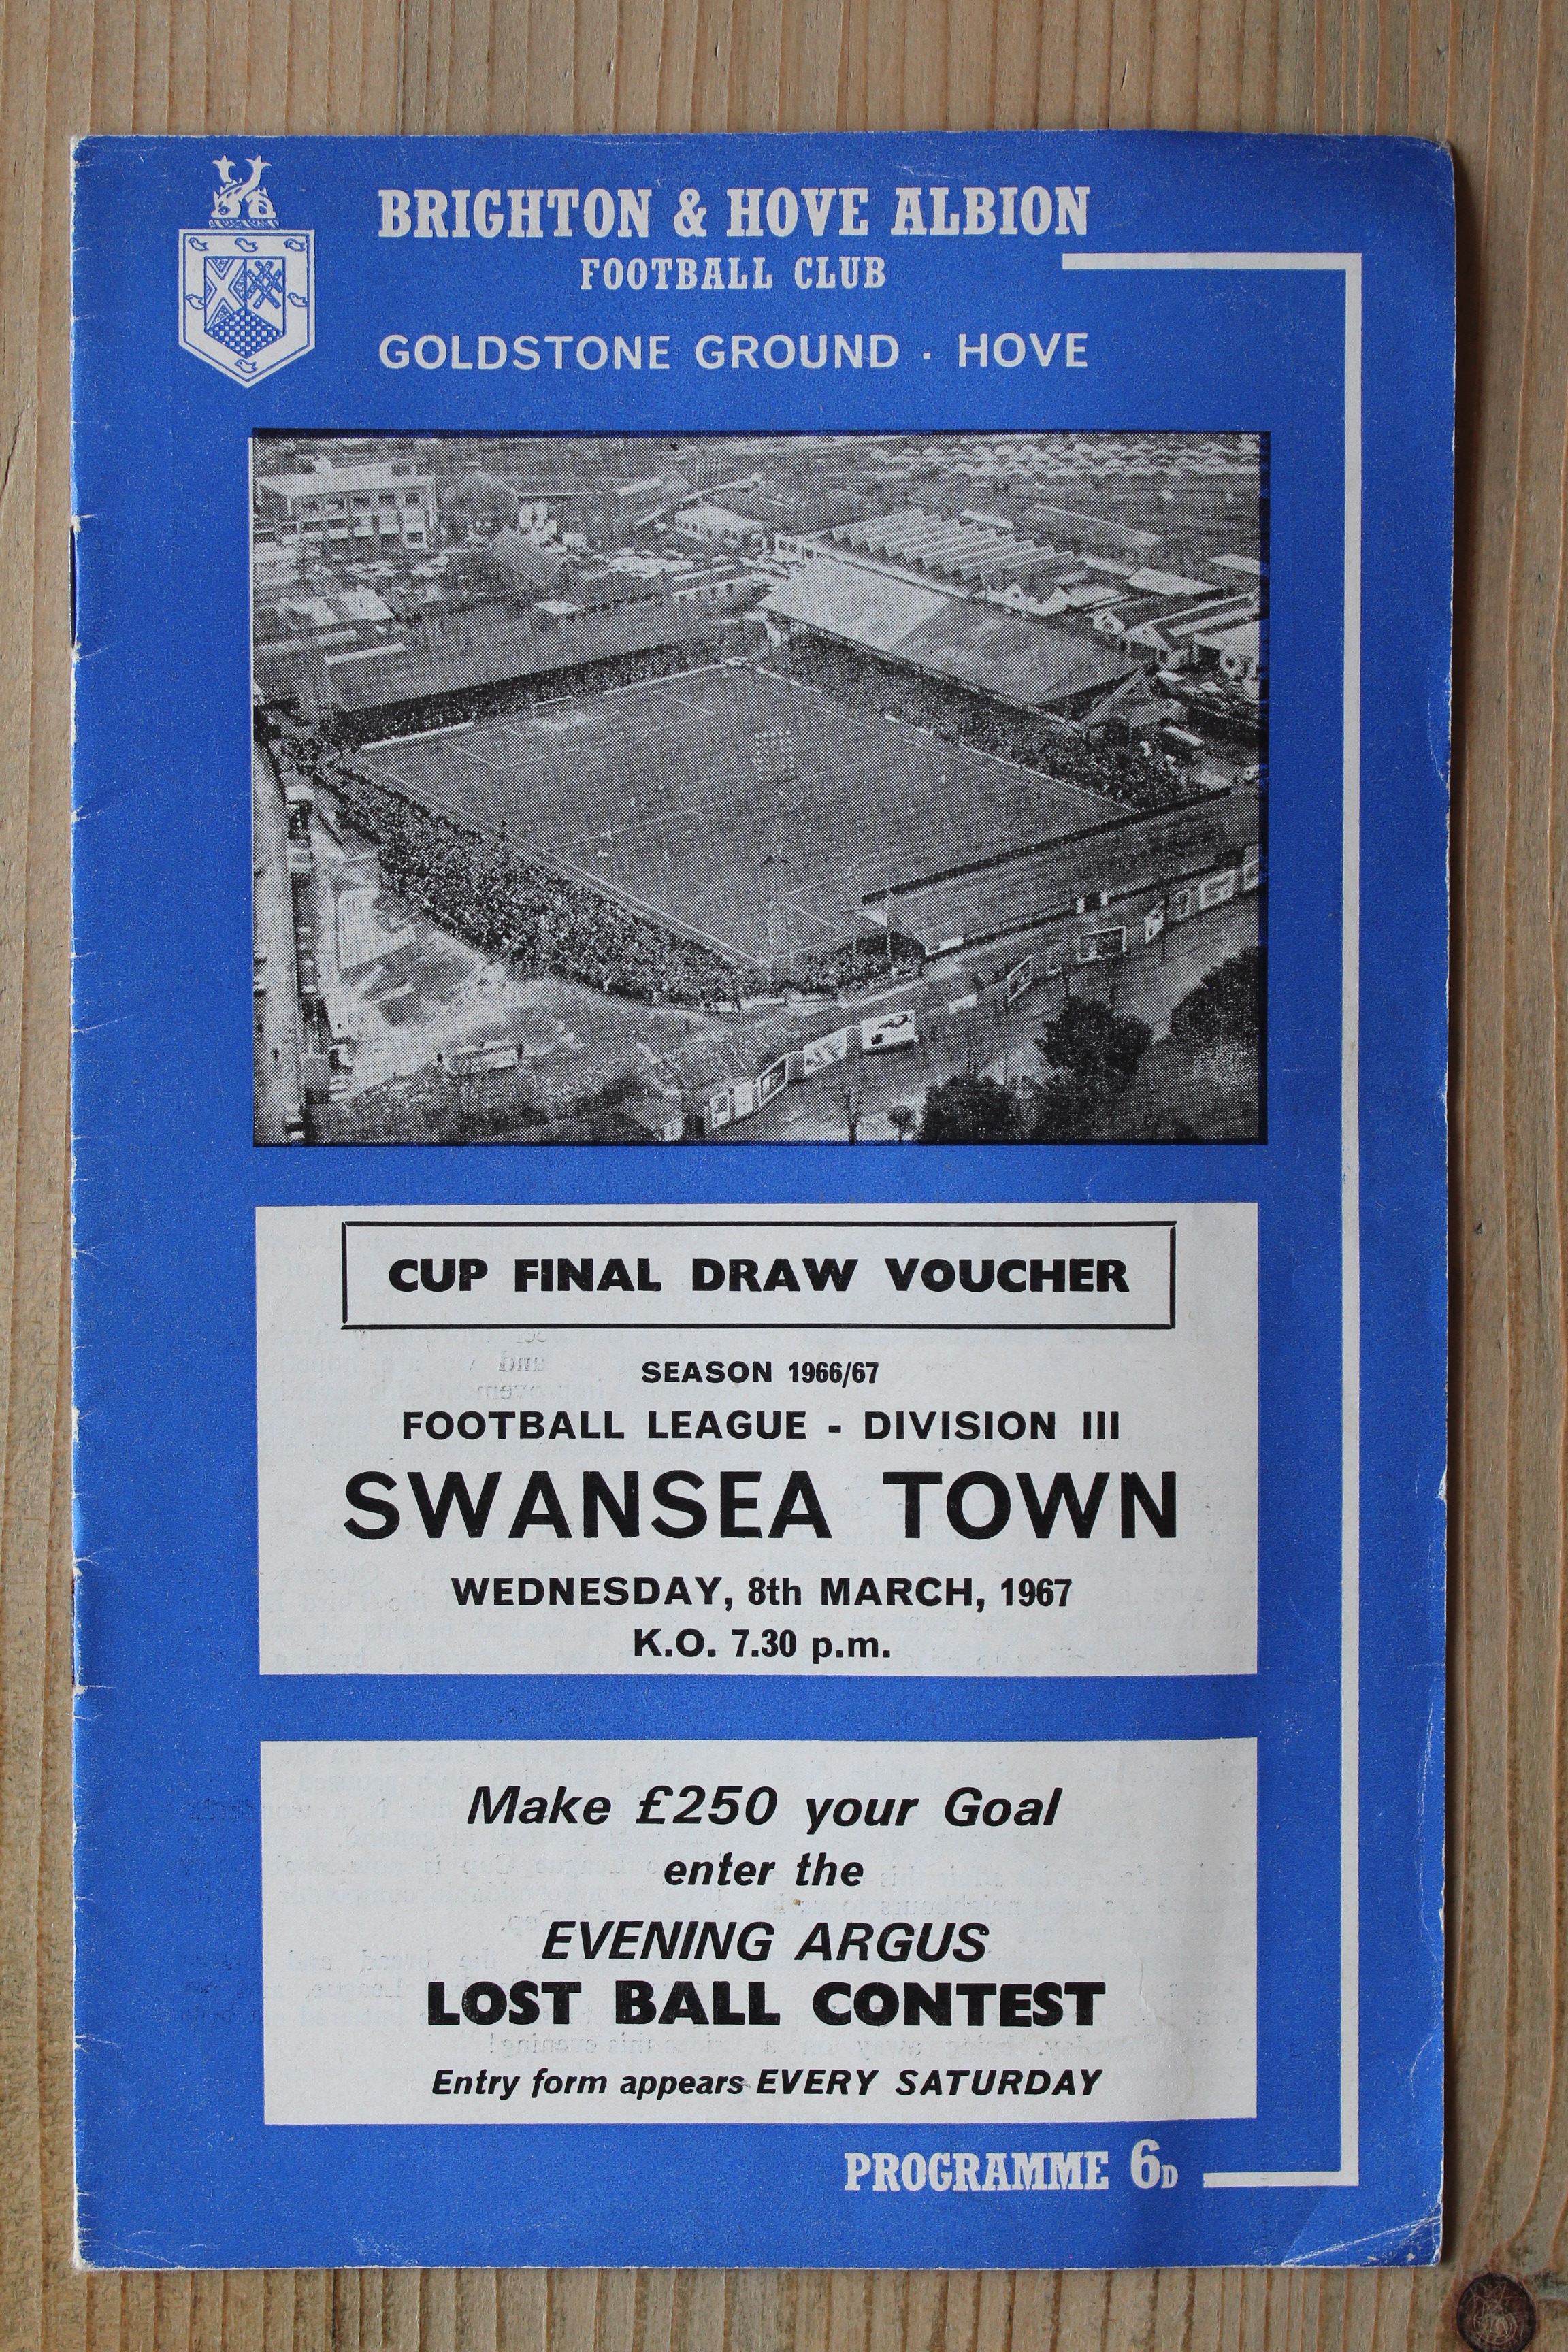 BRIGHTON & HOVE ALBION
FOOTBALL CLUB
GOLDSTONE GROUND · HOVE
CUP FINAL DRAW VOUCHER
SEASON 1966/67
FOOTBALL LEAGUE - DIVISION III
SWANSEA TOWN
WEDNESDAY, 8th MARCH, 1967
K.O. 7.30 p.m.
Make £250 your Goal
enter the
EVENING ARGUS
LOST BALL CONTEST
Entry form appears EVERY SATURDAY
PROGRAMME 6D